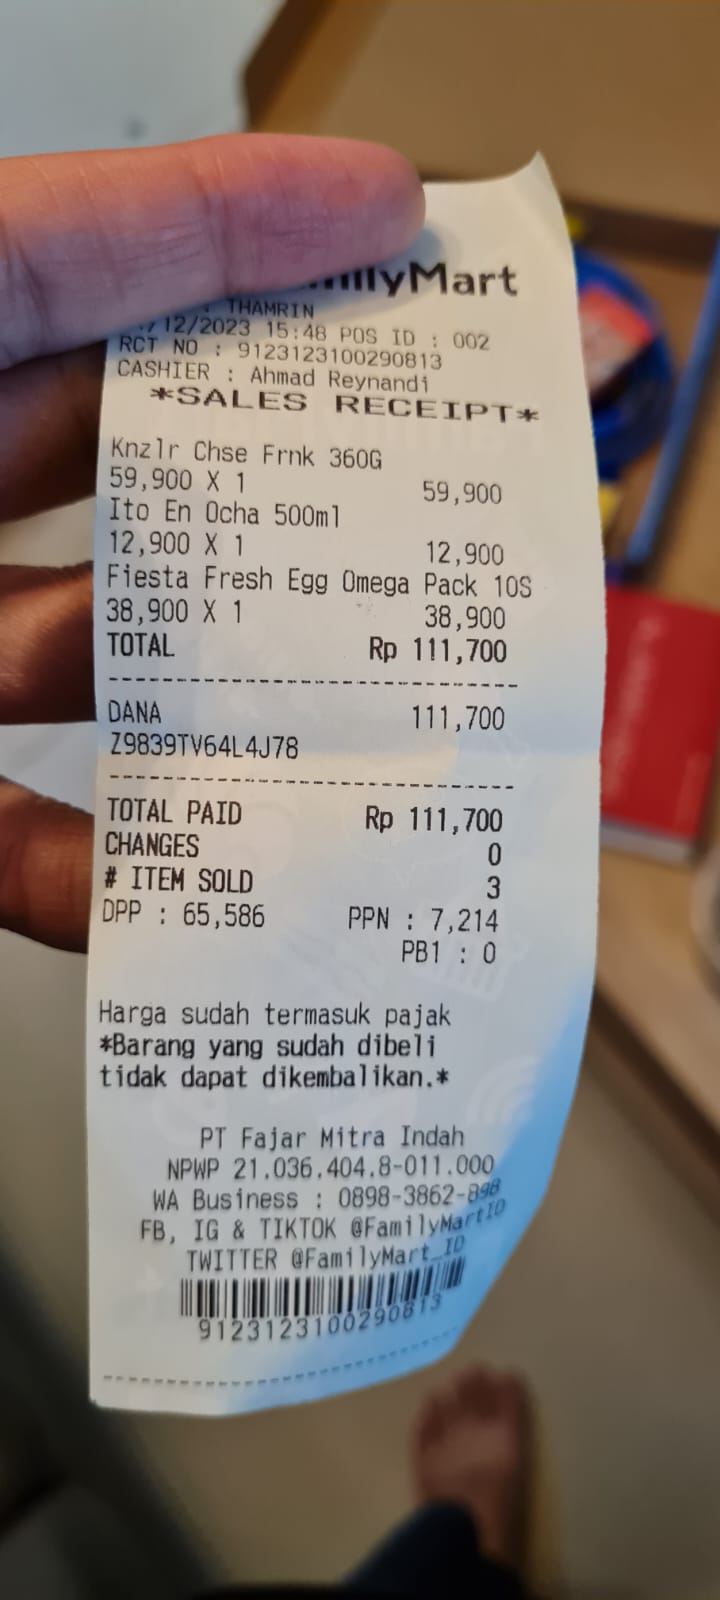 FamilyMart
THAMRIN
/12/2023 15:48 POS ID : 002
RCT NO : 9123123100290813
CASHIER : Ahmad Reynandi
*SALES RECEIPT*
Knzlr Chse Frnk 360G
59,900 X 1 59,900
Ito En Ocha 500ml
12,900 X 1 12,900
Fiesta Fresh Egg Omega Pack 10S
38,900 X 1 38,900
TOTAL Rp 111,700
DANA 111,700
Z9839TV64L4J78
TOTAL PAID Rp 111,700
CHANGES 0
# ITEM SOLD 3
DPP : 65,586 PPN : 7,214
PB1 : 0
Harga sudah termasuk pajak
*Barang yang sudah dibeli
tidak dapat dikembalikan.*
PT Fajar Mitra Indah
NPWP 21.036.404.8-011.000
WA Business : 0898-3862-898
FB, IG & TIKTOK @FamilyMartID
TWITTER @FamilyMart_ID
9123123100290813